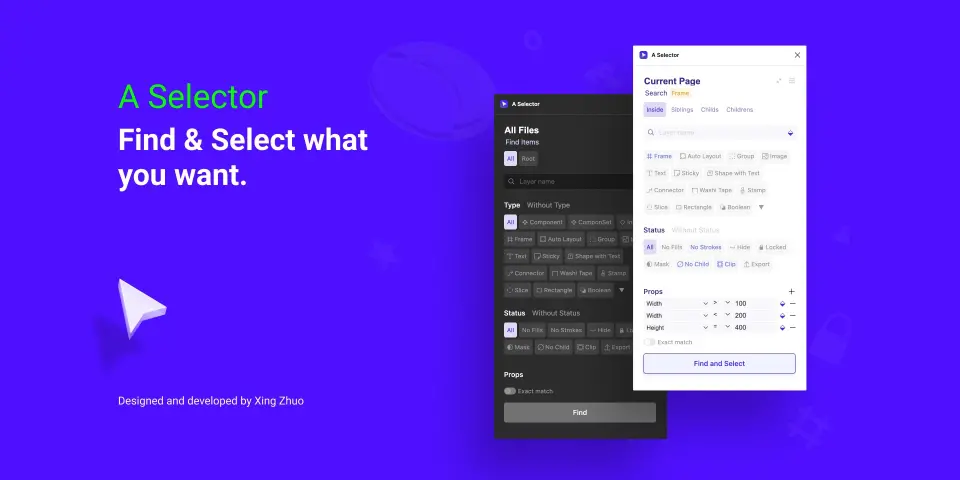 A Selector
Find & Select what
you want.
Designed and developed by Xing Zhuo
A Selector
All Files
Find Items
All Root
Layer name
Type Without Type
All Component CompoSet
Frame Auto Layout Group
Text Sticky Shape with Text
Connector Washi Tape Stamp
Slice Rectangle Boolean
Status Without Status
All No Fills No Strokes Hide
Mask No Child Clip Export
Props
Exact match
Find
A Selector
Current Page
Search Frame
Inside Siblings Childs Childrens
Layer name
Frame Auto Layout Group Image
Text Sticky Shape with Text
Connector Washi Tape Stamp
Slice Rectangle Boolean
Status Without Status
All No Fills No Strokes Hide Locked
Mask No Child Clip Export
Props
Width > 100
Width < 200
Height = 400
Exact match
Find and Select